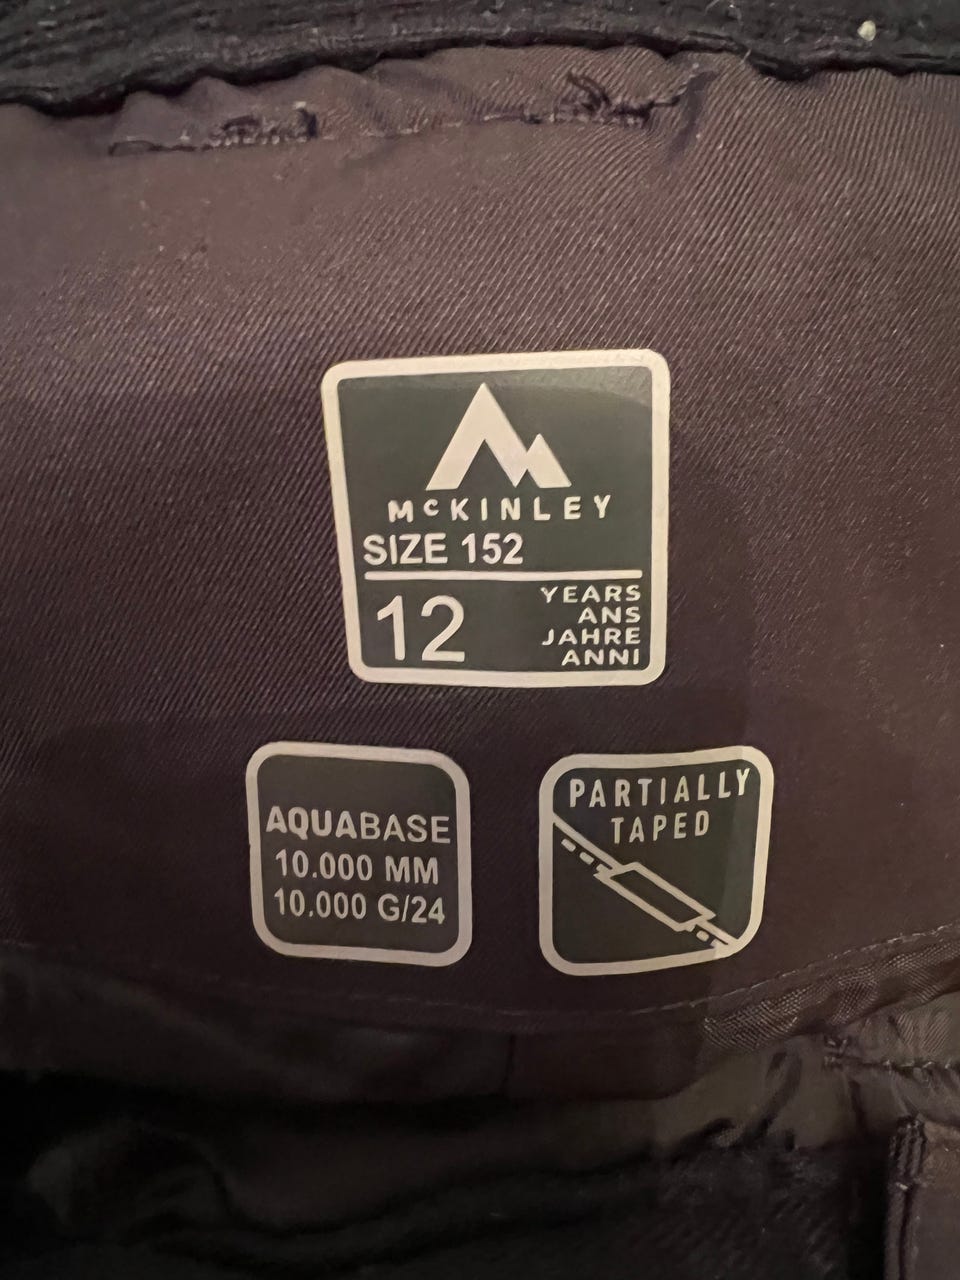 McKINLEY
SIZE 152
12
YEARS
ANS
JAHRE
ANNI
AQUABASE
10.000 MM
10.000 G/24
PARTIALLY
TAPED